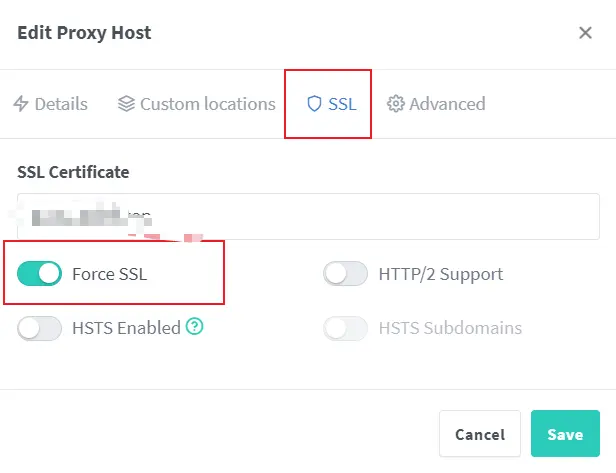 Edit Proxy Host
Details Custom locations SSL Advanced
SSL Certificate
Force SSL HTTP/2 Support
HSTS Enabled HSTS Subdomains
Cancel Save